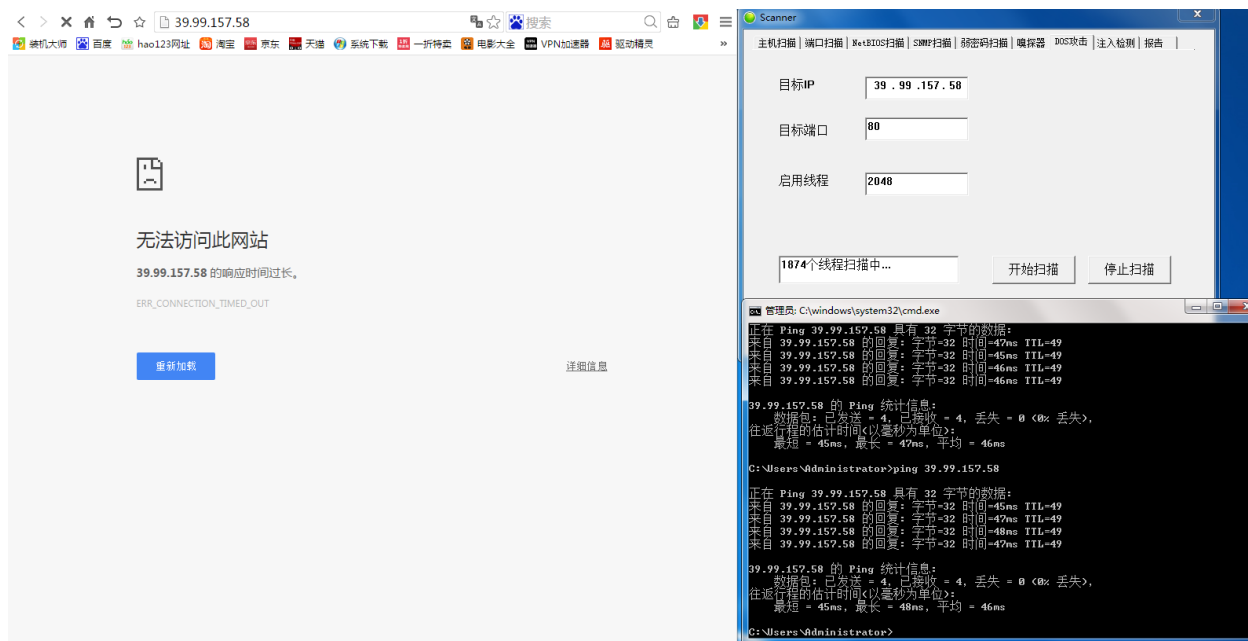 39.99.157.58
搜索
装机大师 百度 hao123网址 淘宝 京东 天猫 系统下载 一折特卖 电影大全 VPN加速器 驱动精灵 »
无法访问此网站
39.99.157.58 的响应时间过长。
ERR_CONNECTION_TIMED_OUT
重新加载 详细信息
Scanner
主机扫描 端口扫描 NetBIOS扫描 SNMP扫描 弱密码扫描 嗅探器 DOS攻击 注入检测 报告
目标IP 39 . 99 .157 . 58
目标端口 80
启用线程 2048
1874个线程扫描中... 开始扫描 停止扫描
管理员: C:\windows\system32\cmd.exe
正在 Ping 39.99.157.58 具有 32 字节的数据:
来自 39.99.157.58 的回复: 字节=32 时间=47ms TTL=49
来自 39.99.157.58 的回复: 字节=32 时间=45ms TTL=49
来自 39.99.157.58 的回复: 字节=32 时间=46ms TTL=49
来自 39.99.157.58 的回复: 字节=32 时间=46ms TTL=49
39.99.157.58 的 Ping 统计信息:
数据包: 已发送 = 4, 已接收 = 4, 丢失 = 0 (0% 丢失),
往返行程的估计时间(以毫秒为单位):
最短 = 45ms, 最长 = 47ms, 平均 = 46ms
C:\Users\Administrator>ping 39.99.157.58
正在 Ping 39.99.157.58 具有 32 字节的数据:
来自 39.99.157.58 的回复: 字节=32 时间=45ms TTL=49
来自 39.99.157.58 的回复: 字节=32 时间=47ms TTL=49
来自 39.99.157.58 的回复: 字节=32 时间=48ms TTL=49
来自 39.99.157.58 的回复: 字节=32 时间=47ms TTL=49
39.99.157.58 的 Ping 统计信息:
数据包: 已发送 = 4, 已接收 = 4, 丢失 = 0 (0% 丢失),
往返行程的估计时间(以毫秒为单位):
最短 = 45ms, 最长 = 48ms, 平均 = 46ms
C:\Users\Administrator>